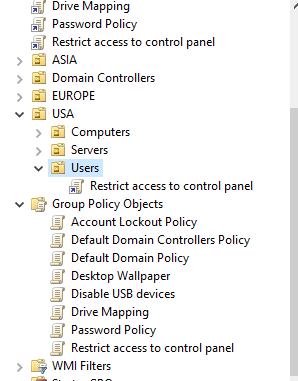 Drive Mapping
Password Policy
Restrict access to control panel
ASIA
Domain Controllers
EUROPE
USA
Computers
Servers
Users
Restrict access to control panel
Group Policy Objects
Account Lockout Policy
Default Domain Controllers Policy
Default Domain Policy
Desktop Wallpaper
Disable USB devices
Drive Mapping
Password Policy
Restrict access to control panel
WMI Filters